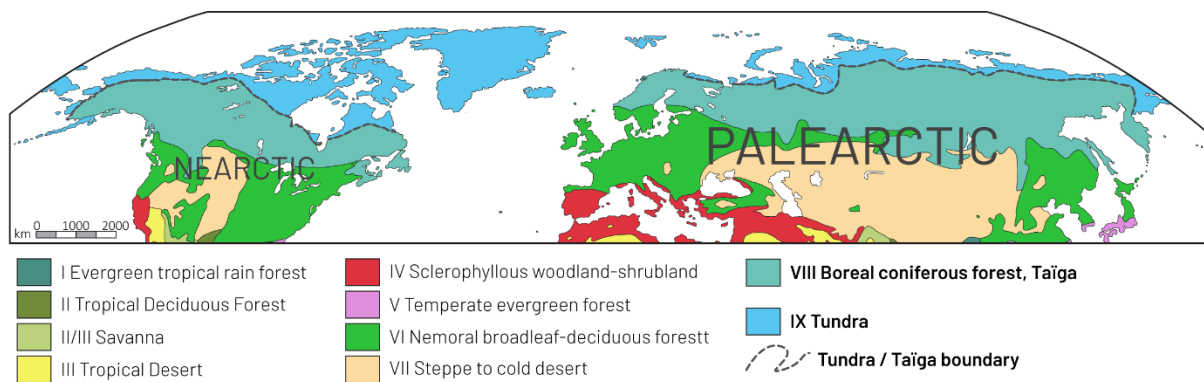 NEARCTIC
PALEARCTIC
km 0 1000 2000
I Evergreen tropical rain forest
II Tropical Deciduous Forest
II/III Savanna
III Tropical Desert
IV Sclerophyllous woodland-shrubland
V Temperate evergreen forest
VI Nemoral broadleaf-deciduous forestt
VII Steppe to cold desert
VIII Boreal coniferous forest, Taïga
IX Tundra
Tundra / Taïga boundary